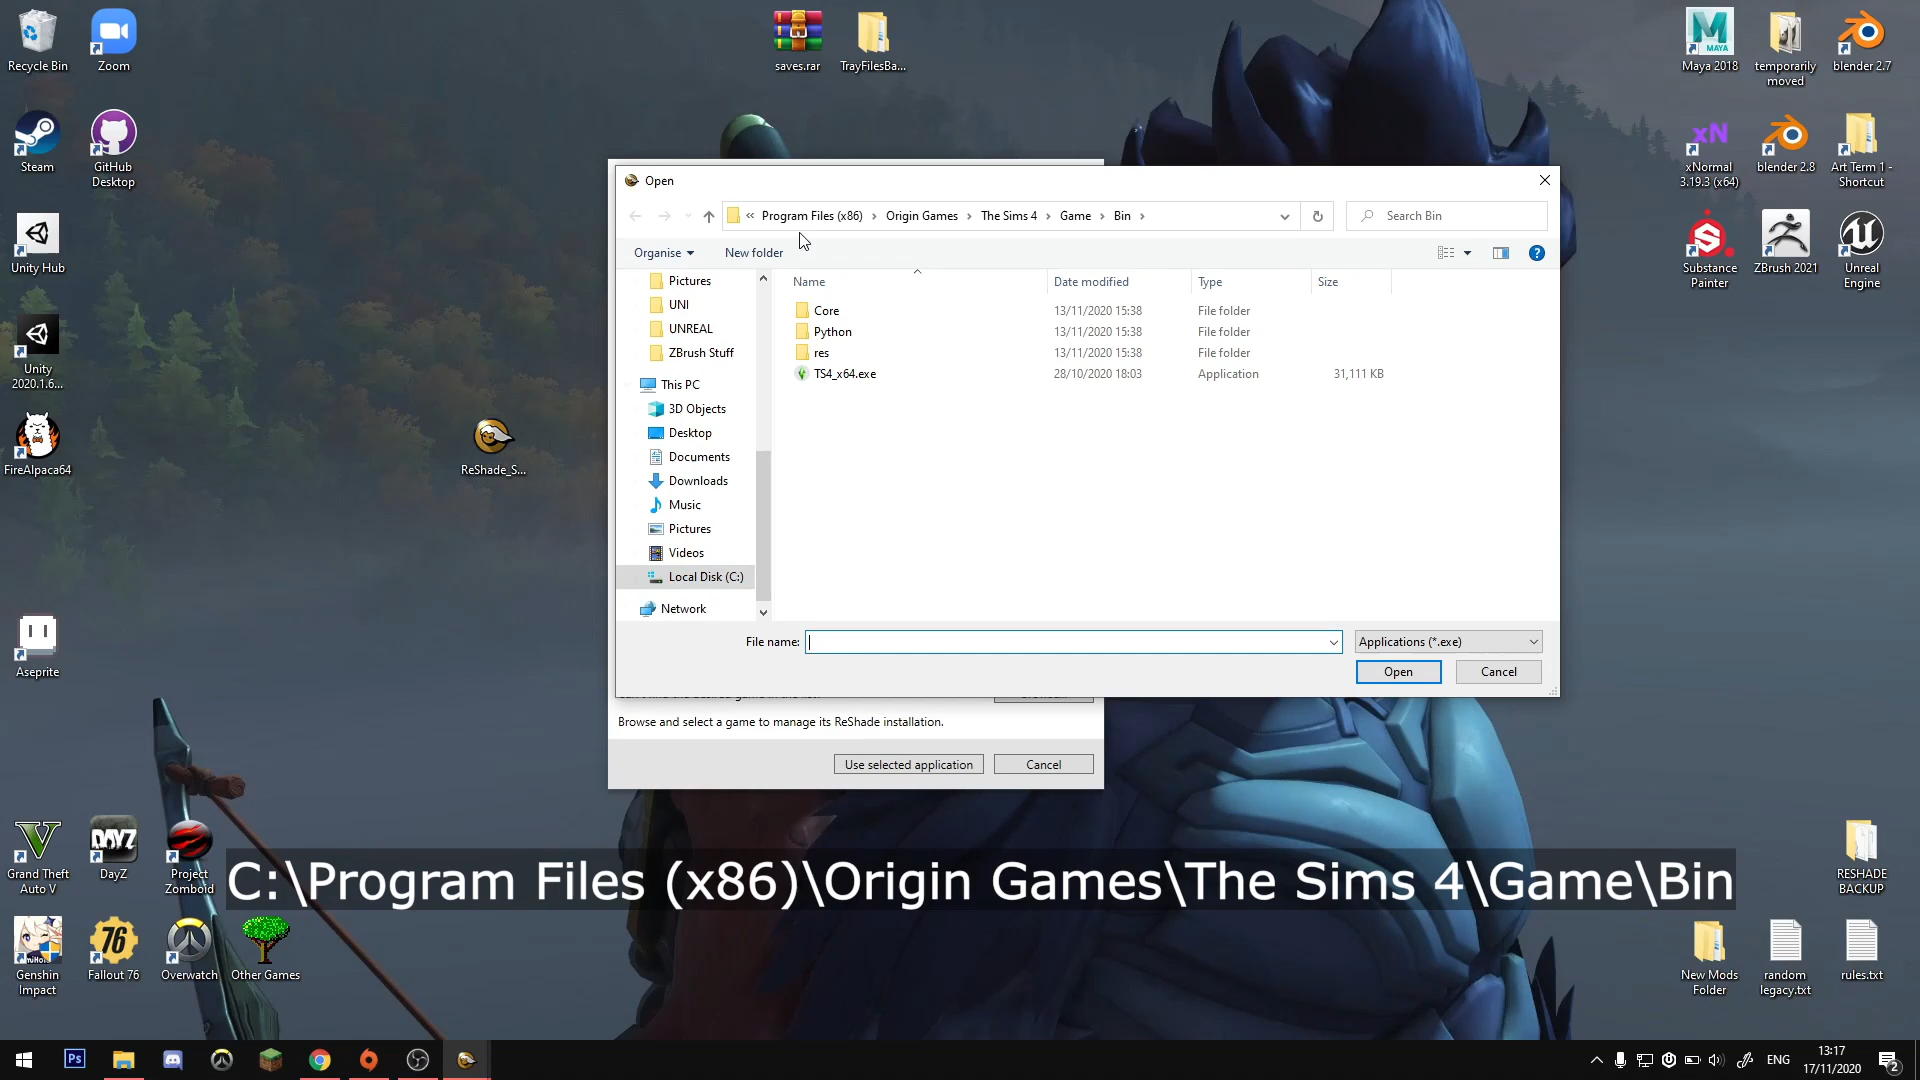 Recycle Bin
Zoom
saves.rar
TrayFilesBa...
Maya 2018
temporarily
moved
blender 2.7
Steam
GitHub
Desktop
xNormal
3.19.3 (x64)
blender 2.8
Art Term 1 -
Shortcut
Unity Hub
Substance
Painter
ZBrush 2021
Unreal
Engine
Unity
2020.1.6...
FireAlpaca64
ReShade_S...
Aseprite
Open
« Program Files (x86) › Origin Games › The Sims 4 › Game › Bin ›
Search Bin
Organise
New folder
Pictures
UNI
UNREAL
ZBrush Stuff
This PC
3D Objects
Desktop
Documents
Downloads
Music
Pictures
Videos
Local Disk (C:)
Network
Name Date modified Type Size
Core 13/11/2020 15:38 File folder
Python 13/11/2020 15:38 File folder
res 13/11/2020 15:38 File folder
TS4_x64.exe 28/10/2020 18:03 Application 31,111 KB
File name:
Applications (*.exe)
Open
Cancel
Browse and select a game to manage its ReShade installation.
Use selected application
Cancel
Grand Theft
Auto V
DAYZ
DayZ
Project
Zomboid
C:\Program Files (x86)\Origin Games\The Sims 4\Game\Bin
RESHADE
BACKUP
Genshin
Impact
76
Fallout 76
Overwatch
Other Games
New Mods
Folder
random
legacy.txt
rules.txt
Ps
ENG
13:17
17/11/2020
2